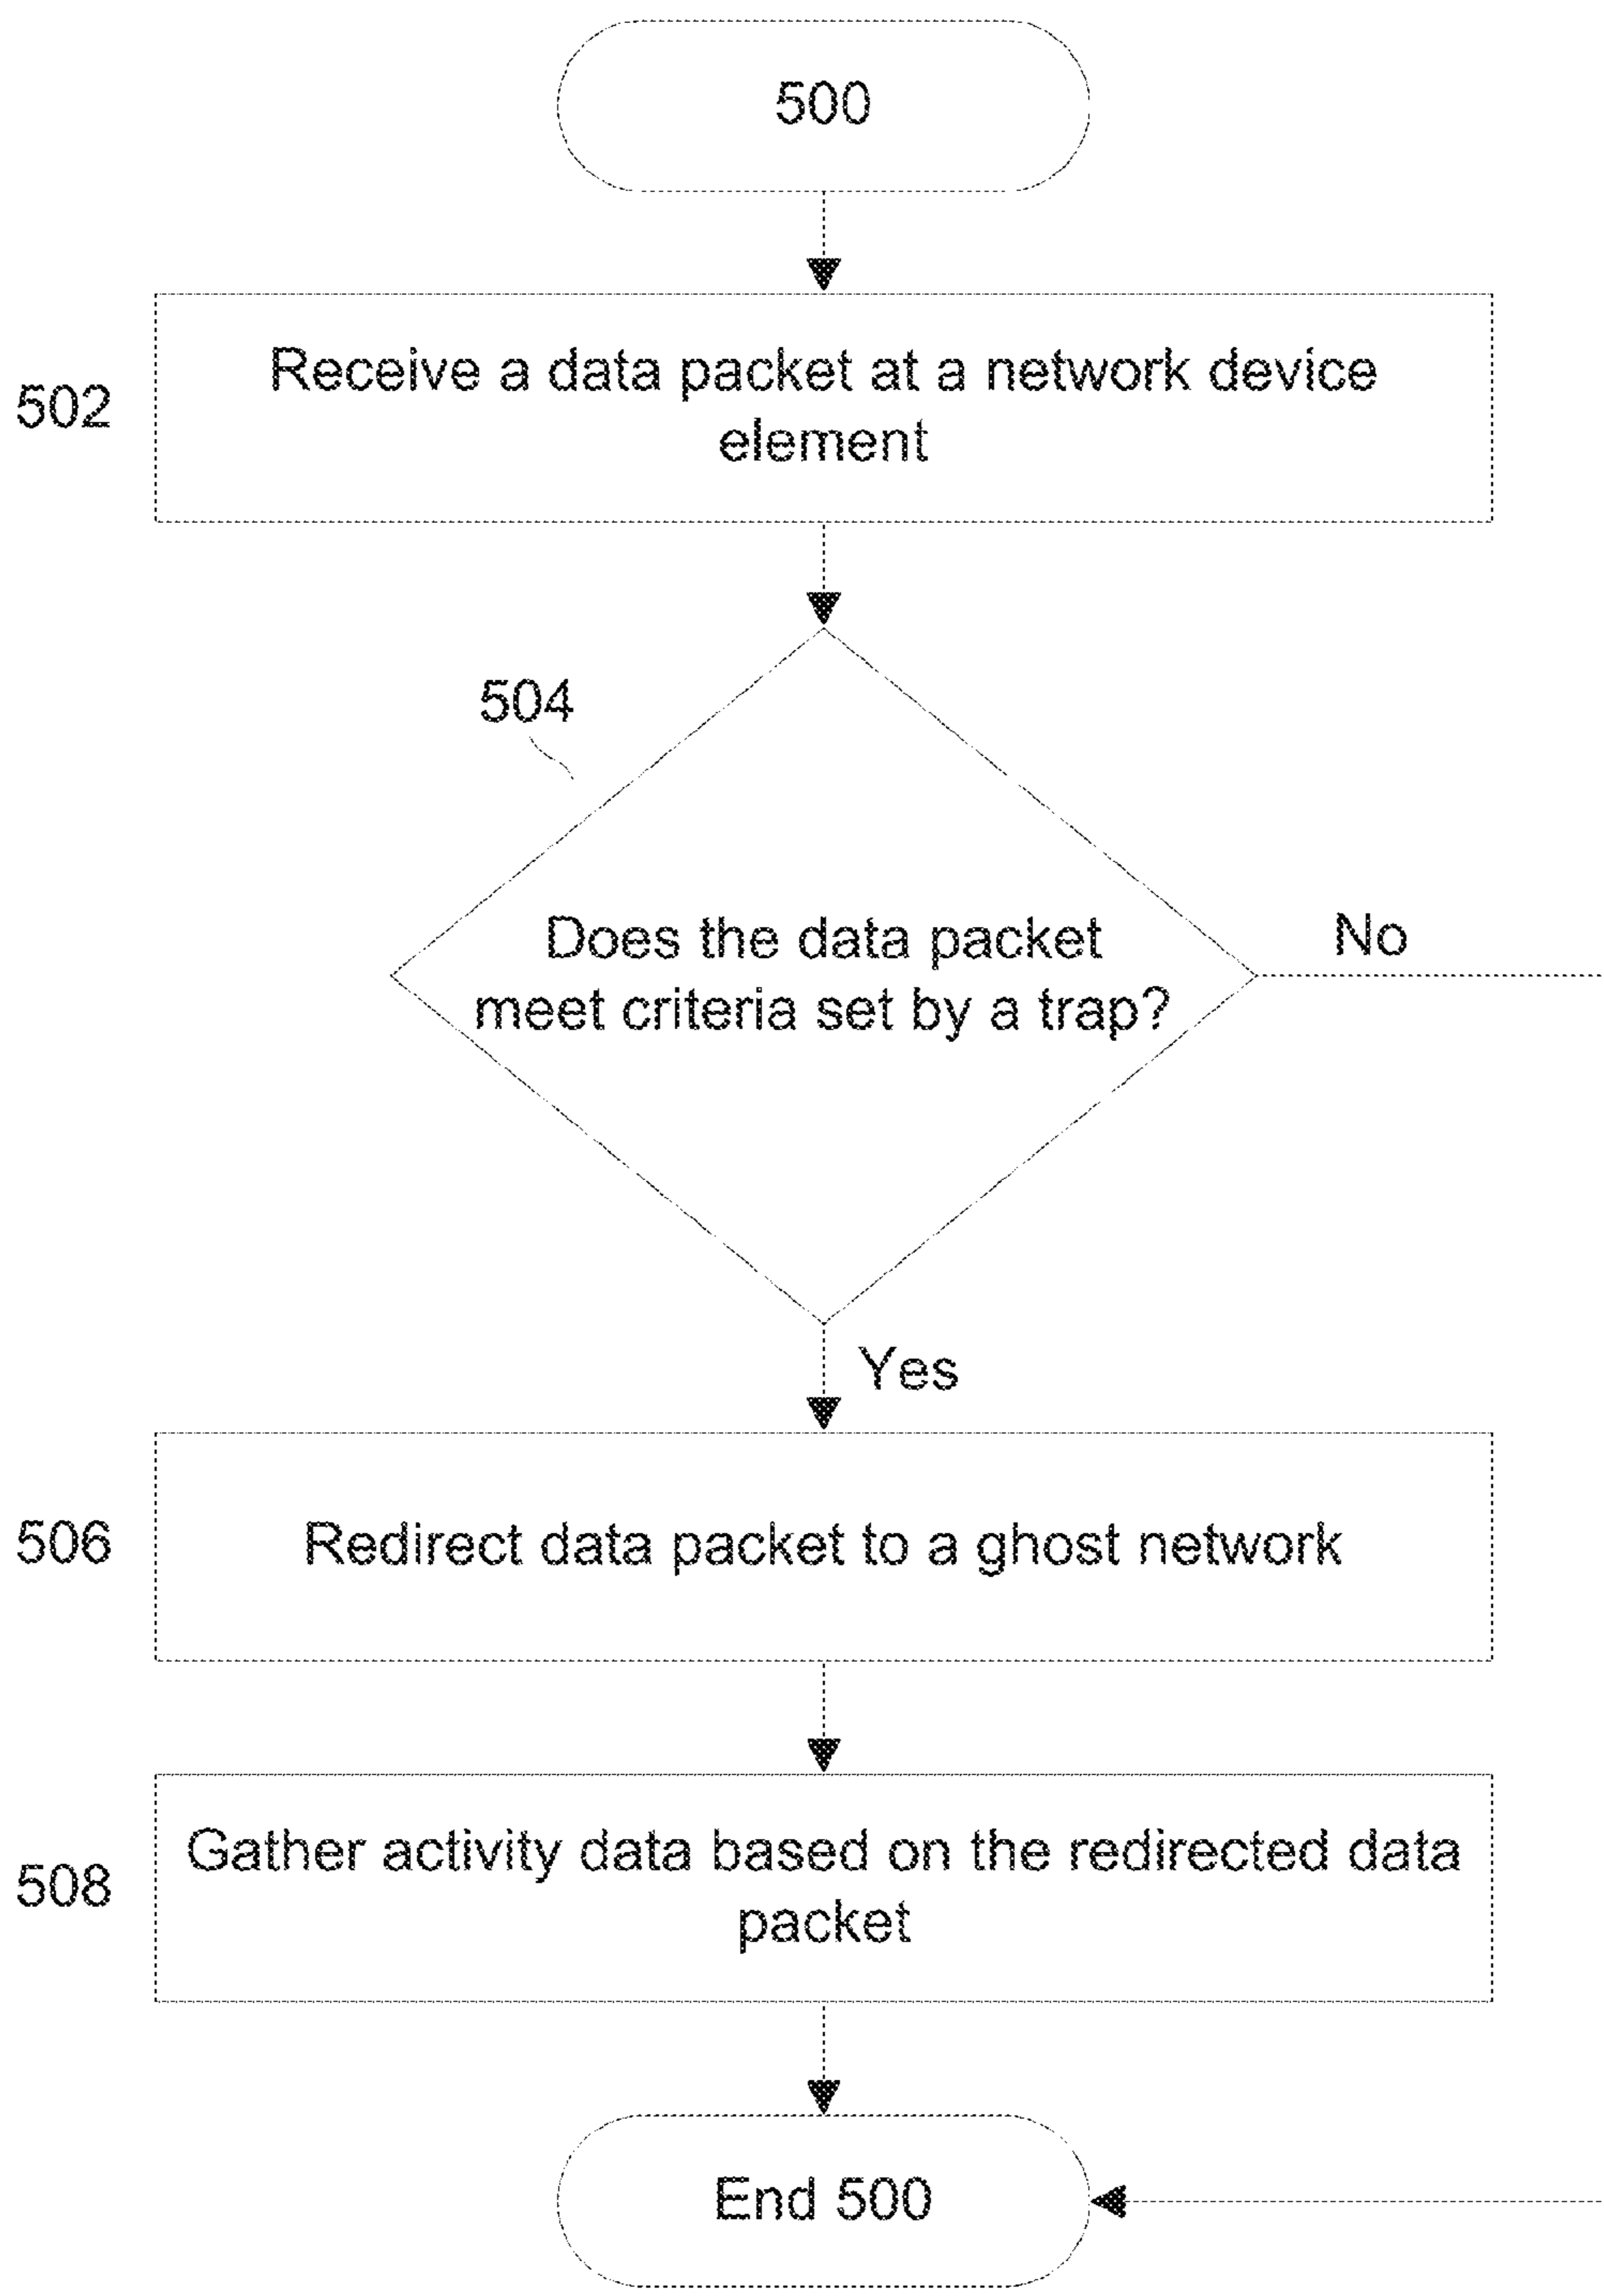 500
502
Receive a data packet at a network device
element
504
Does the data packet
meet criteria set by a trap?
No
Yes
506
Redirect data packet to a ghost network
508
Gather activity data based on the redirected data
packet
End 500